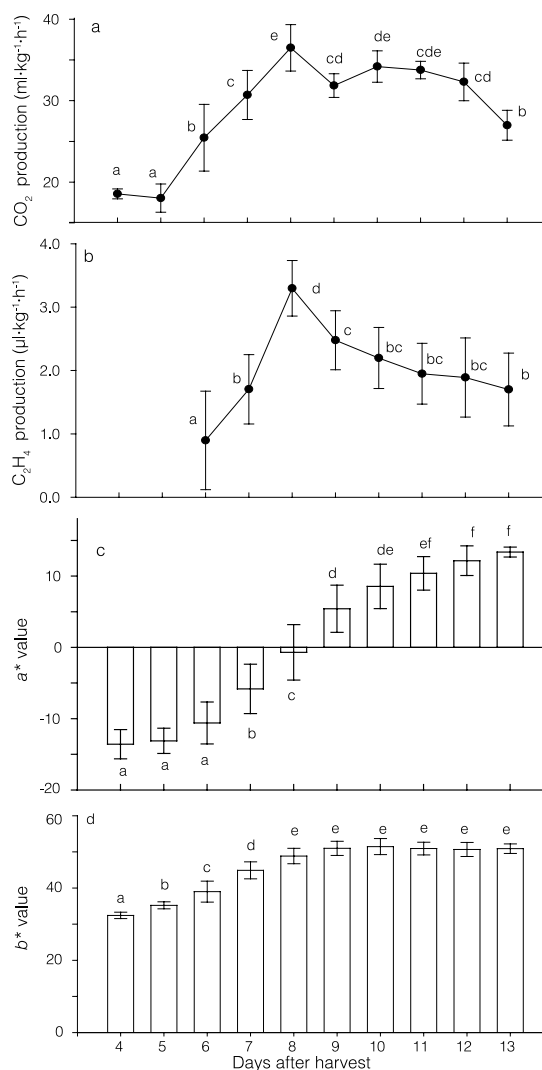 a
CO₂ production (ml·kg⁻¹·h⁻¹)
40
30
20
a
a
b
c
e
cd
de
cde
cd
b
b
C₂H₄ production (µl·kg⁻¹·h⁻¹)
4.0
3.0
2.0
1.0
0.0
a
b
d
c
bc
bc
bc
b
c
a* value
10
0
-10
-20
a
a
a
b
c
d
de
ef
f
f
d
b* value
60
40
20
0
a
b
c
d
e
e
e
e
e
e
4 5 6 7 8 9 10 11 12 13
Days after harvest